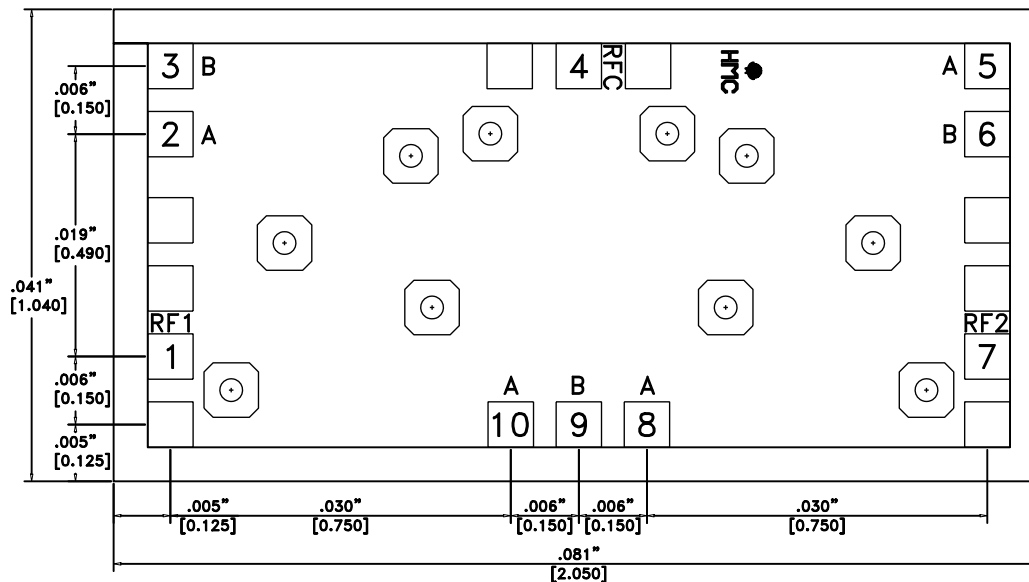 3 B 4 RFC HMC A 5
.006"
[0.150]
2 A B 6
.019"
[0.490]
.041"
[1.040]
RF1 RF2
1 7
.006"
[0.150]
A B A
10 9 8
.005"
[0.125]
.005" .030" .006" .006" .030"
[0.125] [0.750] [0.150] [0.150] [0.750]
.081"
[2.050]